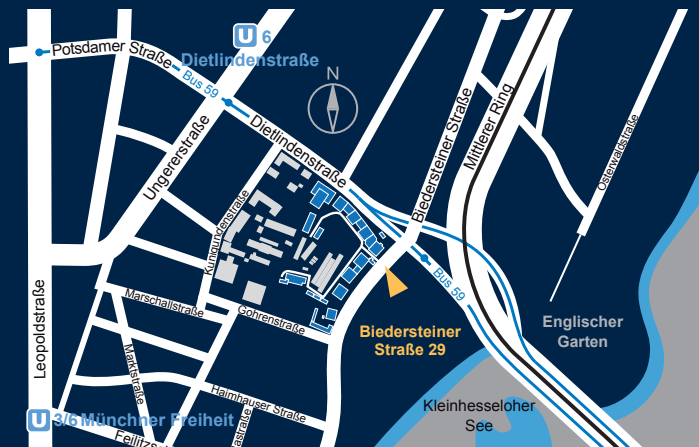 U 6
Dietlindenstraße
Potsdamer Straße
Bus 59
N
Dietlindenstraße
Ungererstraße
Biedersteiner Straße
Mittlerer Ring
Osterwaldstraße
Kunigundenstraße
Bus 59
Leopoldstraße
Marschallstraße
Gohrenstraße
Biedersteiner
Straße 29
Englischer
Garten
Marktstraße
Haimhauser Straße
Kleinhesseloher
See
U 3/6 Münchner Freiheit